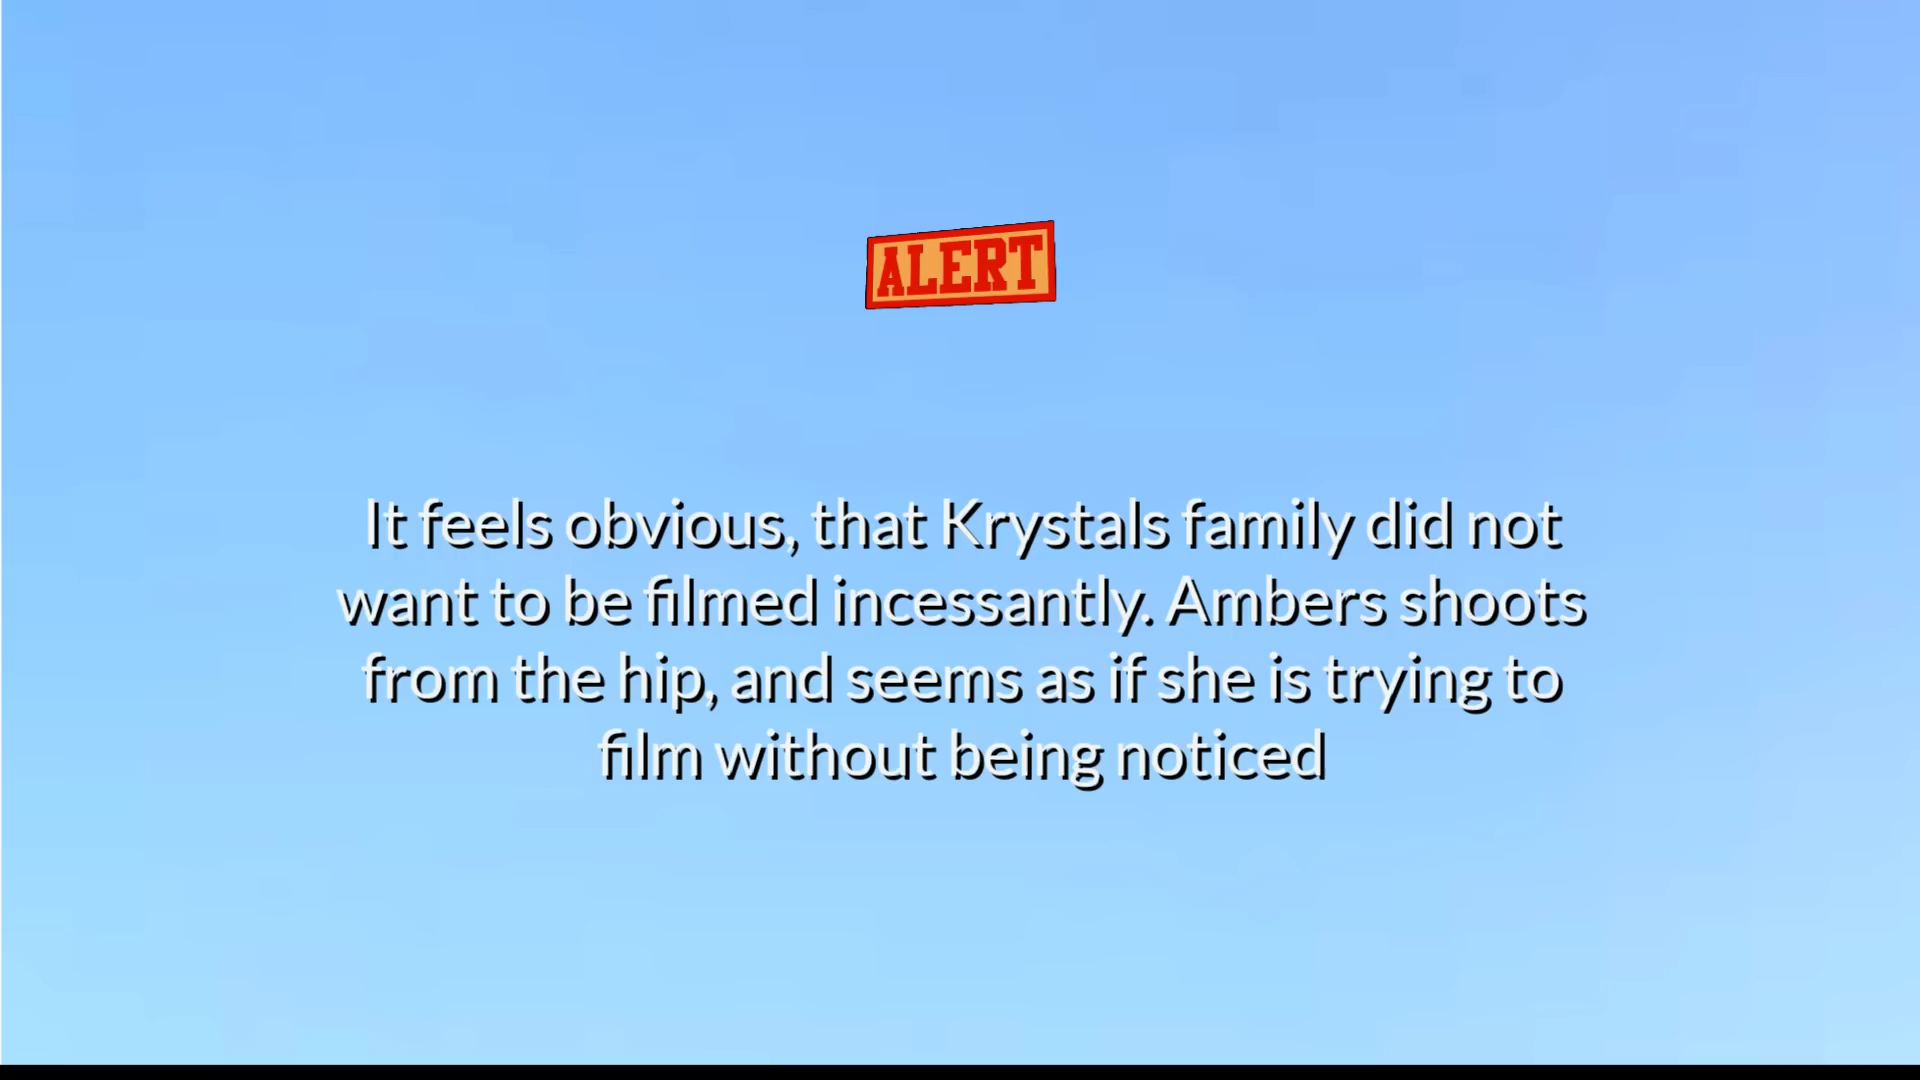 ALERT
It feels obvious, that Krystals family did not
want to be filmed incessantly. Ambers shoots
from the hip, and seems as if she is trying to
film without being noticed